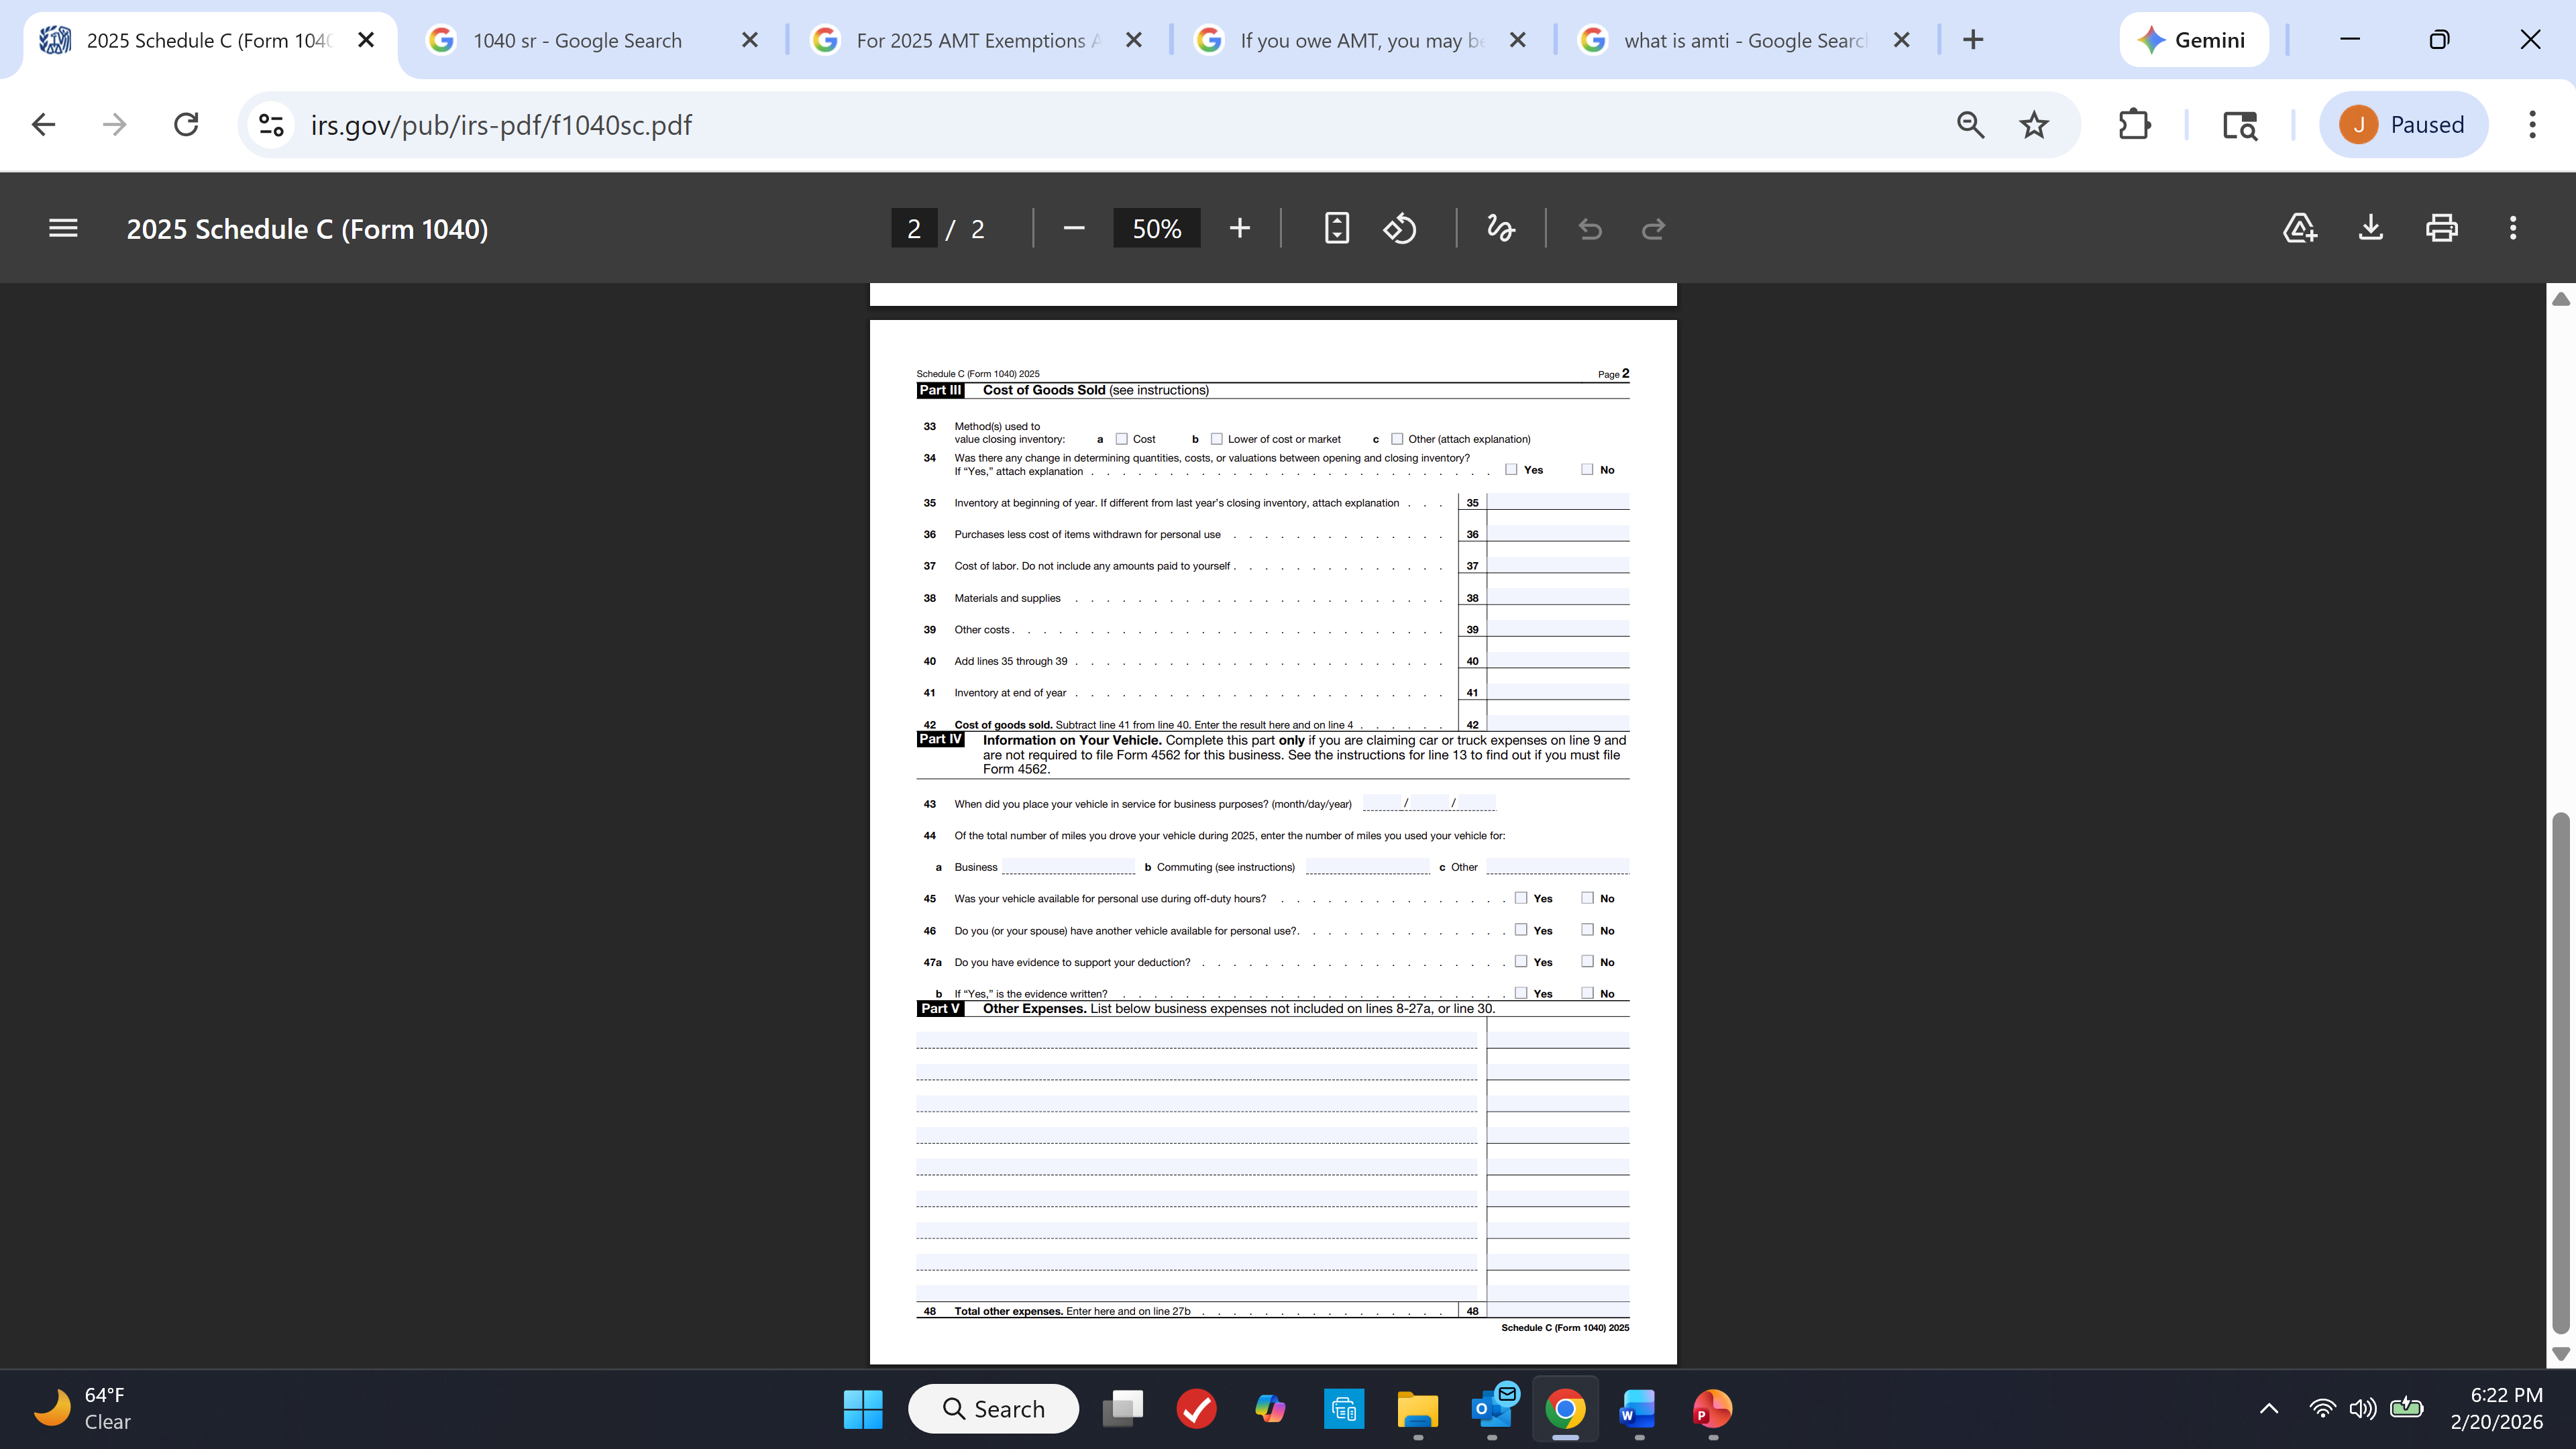 2025 Schedule C (Form 104
1040 sr - Google Search
For 2025 AMT Exemptions A
If you owe AMT, you may be
what is amti - Google Searc
Gemini
irs.gov/pub/irs-pdf/f1040sc.pdf
J Paused
2025 Schedule C (Form 1040)
2 / 2
50%
Schedule C (Form 1040) 2025 Page 2
Part III Cost of Goods Sold (see instructions)
33 Method(s) used to
value closing inventory: a Cost b Lower of cost or market c Other (attach explanation)
34 Was there any change in determining quantities, costs, or valuations between opening and closing inventory?
If “Yes,” attach explanation . . . . . . . . . . . . . . . . . . . . . . . . . . Yes No
35 Inventory at beginning of year. If different from last year’s closing inventory, attach explanation . . . 35
36 Purchases less cost of items withdrawn for personal use . . . . . . . . . . . . . . 36
37 Cost of labor. Do not include any amounts paid to yourself . . . . . . . . . . . . . . 37
38 Materials and supplies . . . . . . . . . . . . . . . . . . . . . . . . 38
39 Other costs . . . . . . . . . . . . . . . . . . . . . . . . . . . . 39
40 Add lines 35 through 39 . . . . . . . . . . . . . . . . . . . . . . . . 40
41 Inventory at end of year . . . . . . . . . . . . . . . . . . . . . . . . 41
42 Cost of goods sold. Subtract line 41 from line 40. Enter the result here and on line 4 . . . . . . 42
Part IV Information on Your Vehicle. Complete this part only if you are claiming car or truck expenses on line 9 and
are not required to file Form 4562 for this business. See the instructions for line 13 to find out if you must file
Form 4562.
43 When did you place your vehicle in service for business purposes? (month/day/year) / /
44 Of the total number of miles you drove your vehicle during 2025, enter the number of miles you used your vehicle for:
a Business b Commuting (see instructions) c Other
45 Was your vehicle available for personal use during off-duty hours? . . . . . . . . . . . . . . . Yes No
46 Do you (or your spouse) have another vehicle available for personal use?. . . . . . . . . . . . . . Yes No
47a Do you have evidence to support your deduction? . . . . . . . . . . . . . . . . . . . . Yes No
b If “Yes,” is the evidence written? . . . . . . . . . . . . . . . . . . . . . . . . . Yes No
Part V Other Expenses. List below business expenses not included on lines 8-27a, or line 30.
48 Total other expenses. Enter here and on line 27b . . . . . . . . . . . . . . . . 48
Schedule C (Form 1040) 2025
64°F
Clear
Search
6:22 PM
2/20/2026